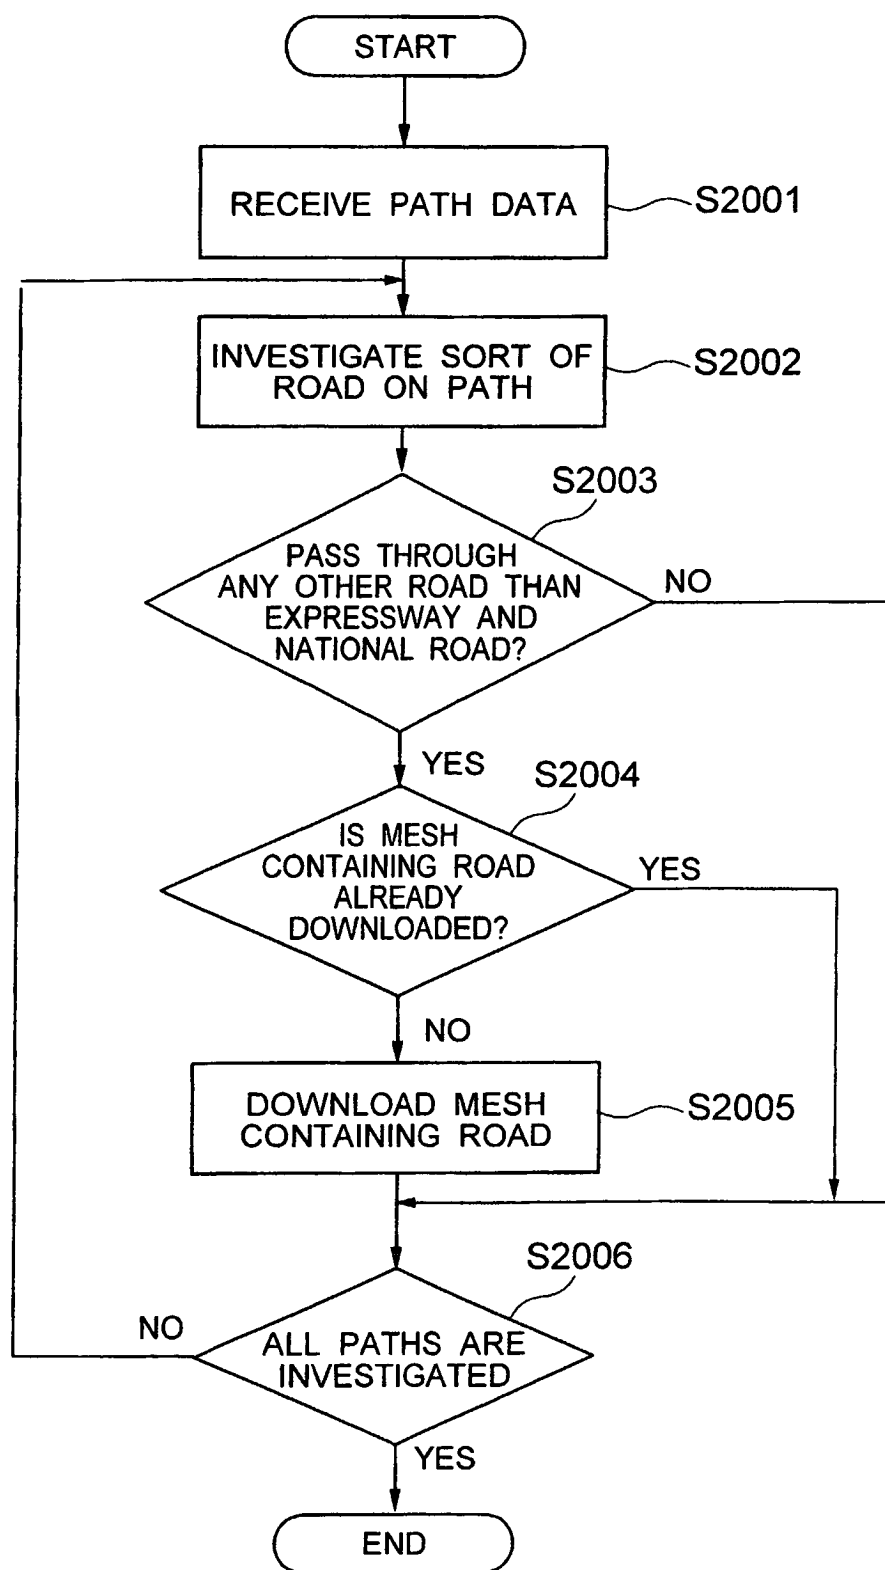 START
RECEIVE PATH DATA
S2001
INVESTIGATE SORT OF
ROAD ON PATH
S2002
S2003
PASS THROUGH
ANY OTHER ROAD THAN
EXPRESSWAY AND
NATIONAL ROAD?
NO
YES
S2004
IS MESH
CONTAINING ROAD
ALREADY
DOWNLOADED?
YES
NO
DOWNLOAD MESH
CONTAINING ROAD
S2005
S2006
NO
ALL PATHS ARE
INVESTIGATED
YES
END